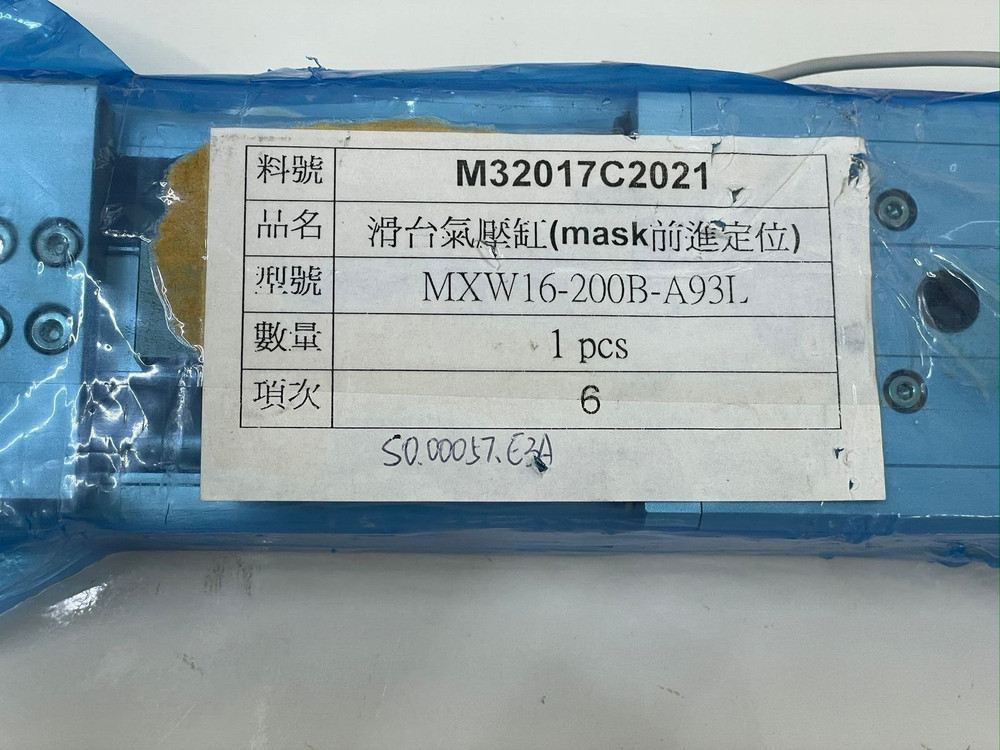 料號 M32017C2021
品名 滑台氣壓缸(mask前進定位)
型號 MXW16-200B-A93L
數量 1 pcs
項次 6
S0.00057.E3A